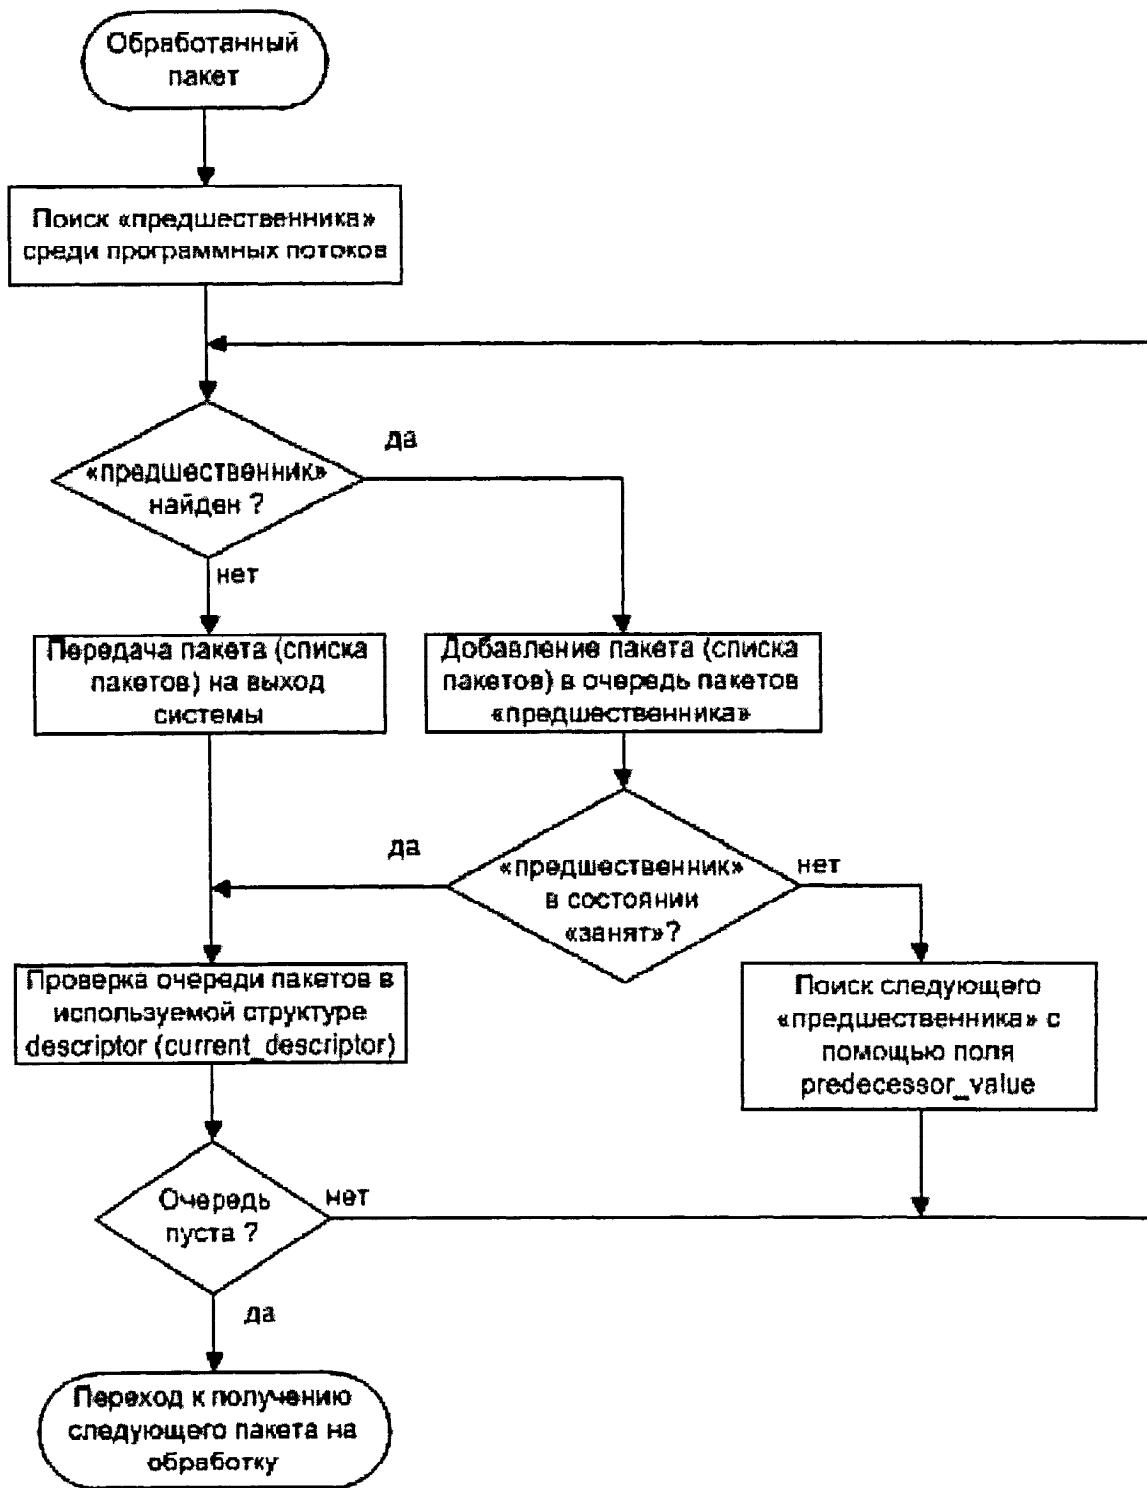 Обработанный
пакет
Поиск «предшественника»
среди программных потоков
да
«предшественник»
найден ?
нет
Передача пакета (списка
пакетов) на выход
системы
Добавление пакета (списка
пакетов) в очередь пакетов
«предшественника»
да
«предшественник»
в состоянии
«занят»?
нет
Проверка очереди пакетов в
используемой структуре
descriptor (current_descriptor)
Поиск следующего
«предшественника» с
помощью поля
predecessor_value
Очередь
пуста ?
нет
да
Переход к получению
следующего пакета на
обработку